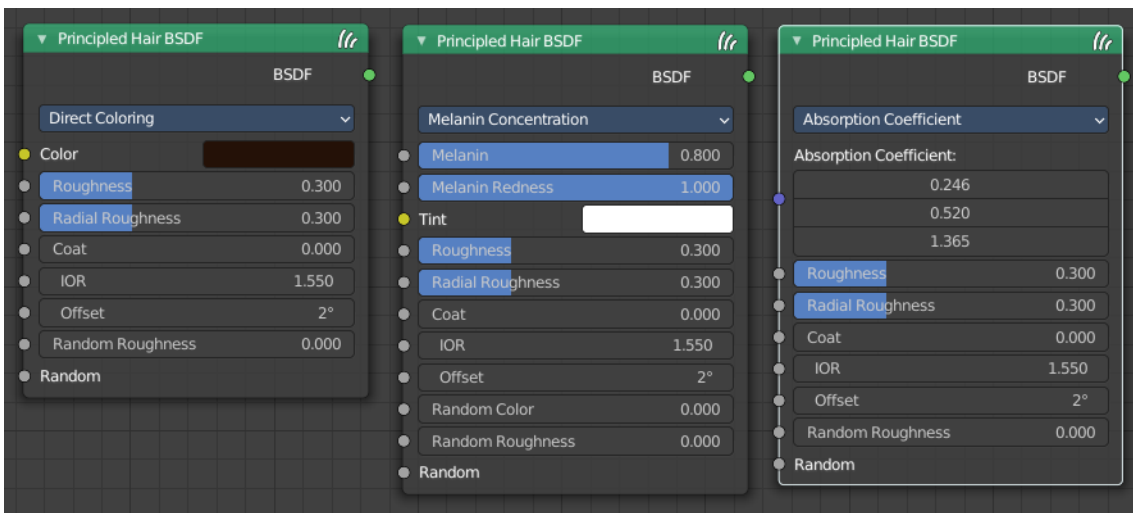 Principled Hair BSDF
BSDF
Direct Coloring
Color
Roughness 0.300
Radial Roughness 0.300
Coat 0.000
IOR 1.550
Offset 2°
Random Roughness 0.000
Random
Principled Hair BSDF
BSDF
Melanin Concentration
Melanin 0.800
Melanin Redness 1.000
Tint
Roughness 0.300
Radial Roughness 0.300
Coat 0.000
IOR 1.550
Offset 2°
Random Color 0.000
Random Roughness 0.000
Random
Principled Hair BSDF
BSDF
Absorption Coefficient
Absorption Coefficient:
0.246
0.520
1.365
Roughness 0.300
Radial Roughness 0.300
Coat 0.000
IOR 1.550
Offset 2°
Random Roughness 0.000
Random